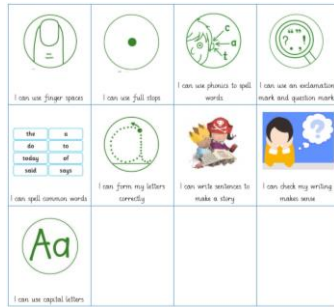 c
a
t
" " ? ! '
I can use finger spaces
I can use full stops
I can use phonics to spell words.
I can use an exclamation mark and question mark
the a
do to
today of
said says
?
I can spell common words
I can form my letters correctly
I can write sentences to make a story
I can check my writing makes sense
Aa
I can use capital letters